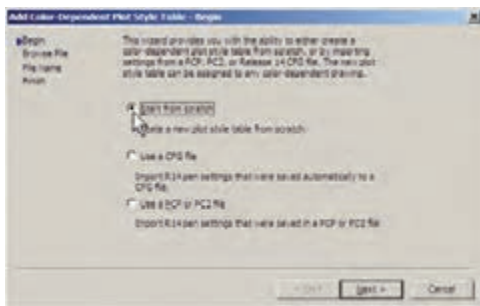 Add Color-Dependent Plot Style Table - Begin
Begin
Browse File
File name
Finish
This wizard provides you with the ability to either create a
color-dependent plot style table from scratch, or by importing
settings from a PCP, PC2, or Release 14 CFG file. The new plot
style table can be assigned to any color-dependent drawing.
Start from scratch
Create a new plot style table from scratch.
Use a CFG file
Import R14 pen settings that were saved automatically to a
CFG file.
Use a PCP or PC2 file
Import R14 pen settings that were saved in a PCP or PC2 file
< Back
Next >
Cancel